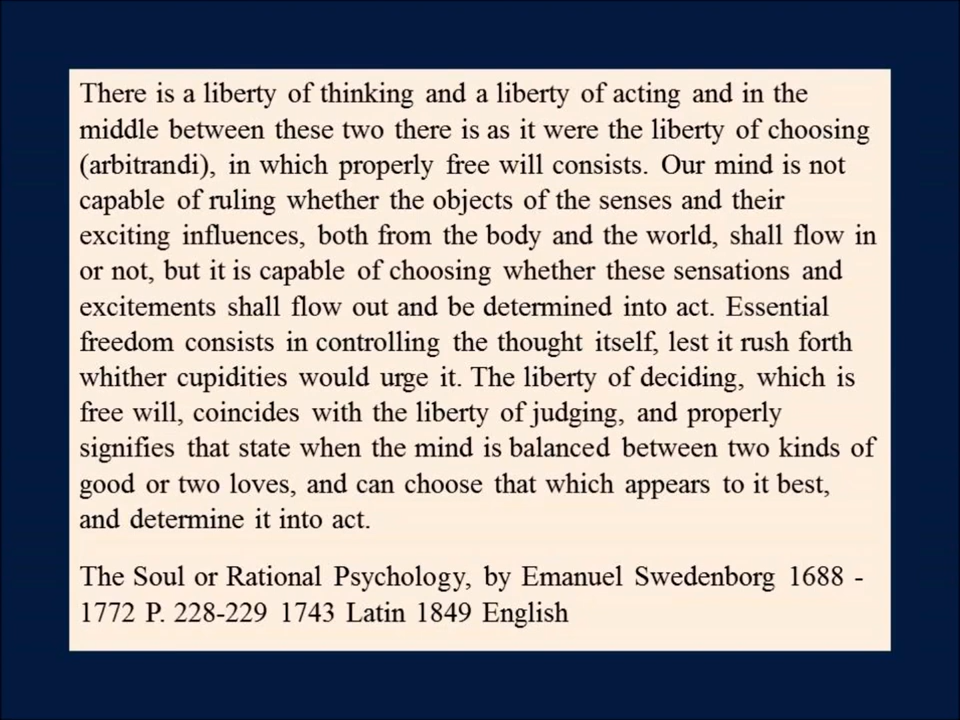 There is a liberty of thinking and a liberty of acting and in the
middle between these two there is as it were the liberty of choosing
(arbitrandi), in which properly free will consists. Our mind is not
capable of ruling whether the objects of the senses and their
exciting influences, both from the body and the world, shall flow in
or not, but it is capable of choosing whether these sensations and
excitements shall flow out and be determined into act. Essential
freedom consists in controlling the thought itself, lest it rush forth
whither cupidities would urge it. The liberty of deciding, which is
free will, coincides with the liberty of judging, and properly
signifies that state when the mind is balanced between two kinds of
good or two loves, and can choose that which appears to it best,
and determine it into act.
The Soul or Rational Psychology, by Emanuel Swedenborg 1688 -
1772 P. 228-229 1743 Latin 1849 English